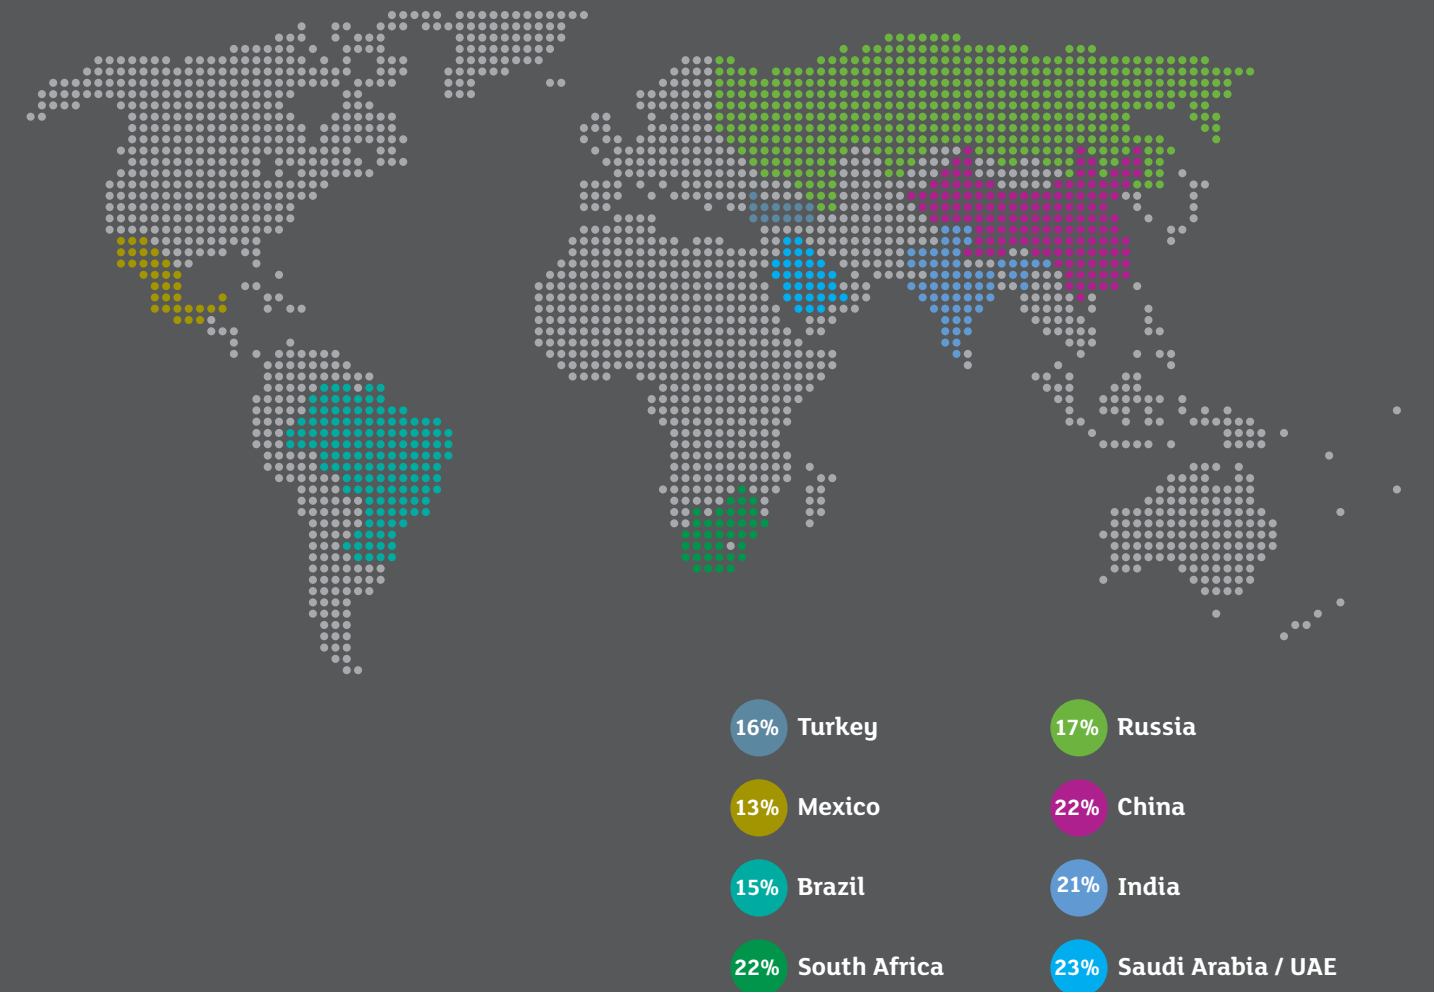 16% Turkey
17% Russia
13% Mexico
22% China
15% Brazil
21% India
22% South Africa
23% Saudi Arabia / UAE